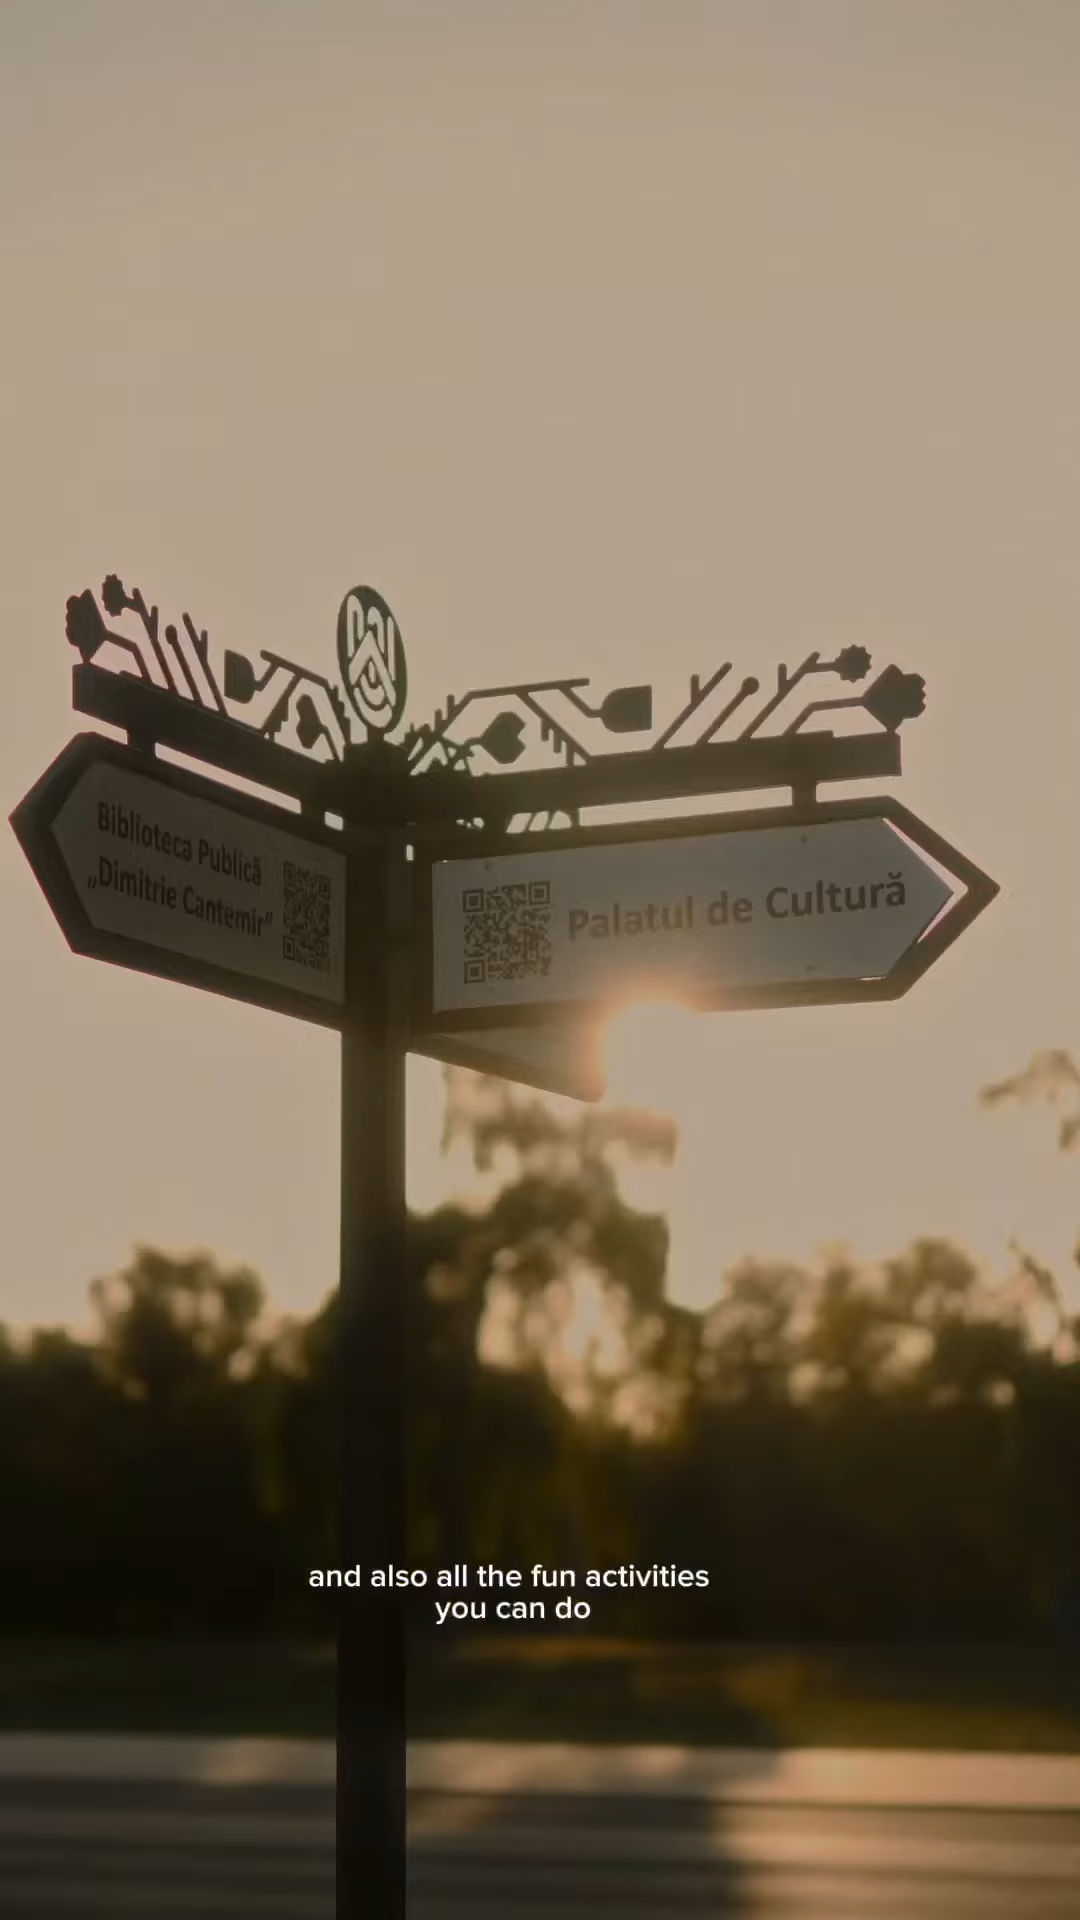 Biblioteca Publică
„Dimitrie Cantemir”
Palatul de Cultură
and also all the fun activities
you can do